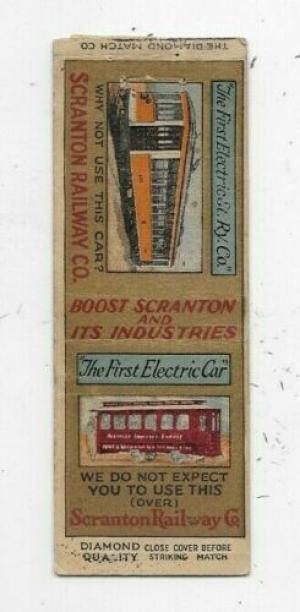 THE DIAMOND MATCH CO
"The First Electric St. Ry. Co."
WHY NOT USE THIS CAR?
SCRANTON RAILWAY CO.
BOOST SCRANTON
AND
ITS INDUSTRIES
"The First Electric Car"
WE DO NOT EXPECT
YOU TO USE THIS
(OVER)
Scranton Railway Co
DIAMOND CLOSE COVER BEFORE
QUALITY STRIKING MATCH